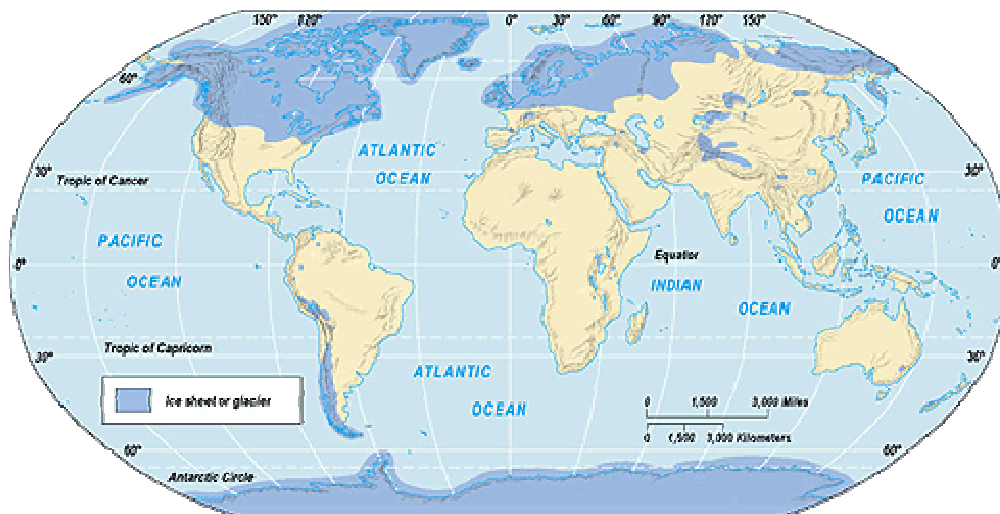 150° 120° 0° 30° 60° 90° 120° 150°
60°
ATLANTIC
OCEAN
30°
Tropic of Cancer
30°
PACIFIC
OCEAN
PACIFIC
OCEAN
Equator
0°
0°
INDIAN
OCEAN
Tropic of Capricorn
30°
30°
ATLANTIC
OCEAN
Ice sheet or glacier
0 1,500 3,000 Miles
0 1,500 3,000 Kilometers
60°
60°
Antarctic Circle